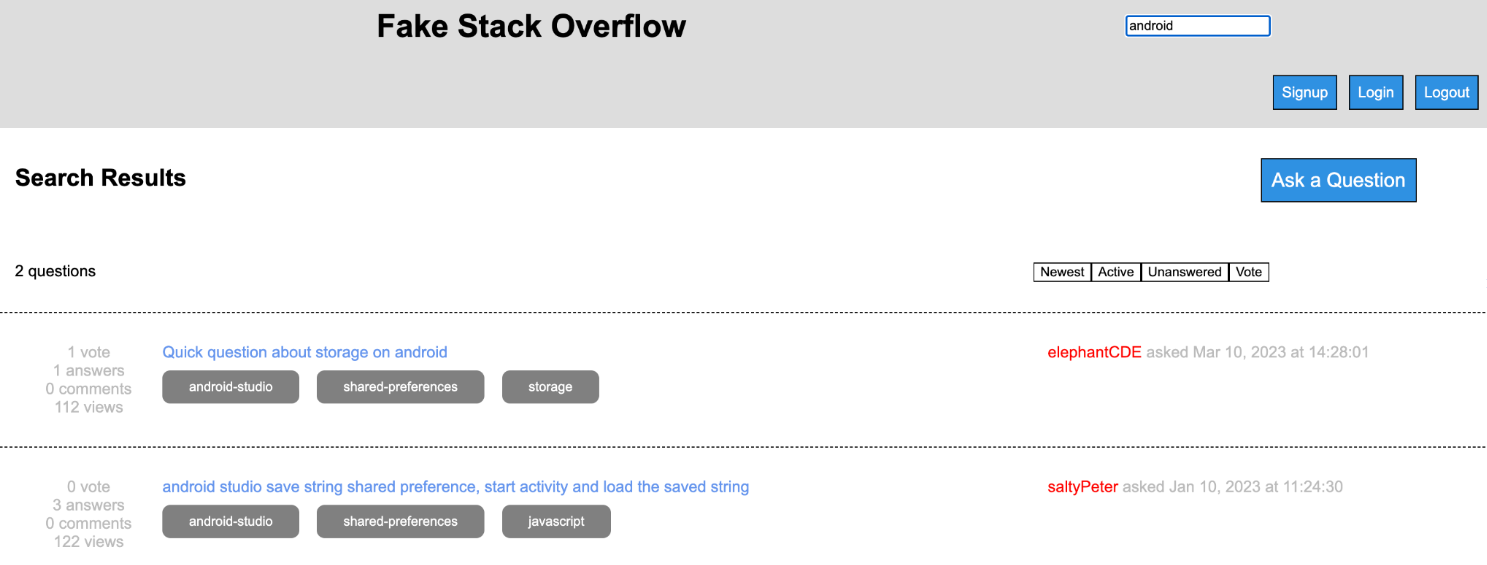 Fake Stack Overflow
android
Signup Login Logout
Search Results
Ask a Question
2 questions
Newest Active Unanswered Vote
1 vote
1 answers
0 comments
112 views
Quick question about storage on android
android-studio shared-preferences storage
elephantCDE asked Mar 10, 2023 at 14:28:01
0 vote
3 answers
0 comments
122 views
android studio save string shared preference, start activity and load the saved string
android-studio shared-preferences javascript
saltyPeter asked Jan 10, 2023 at 11:24:30